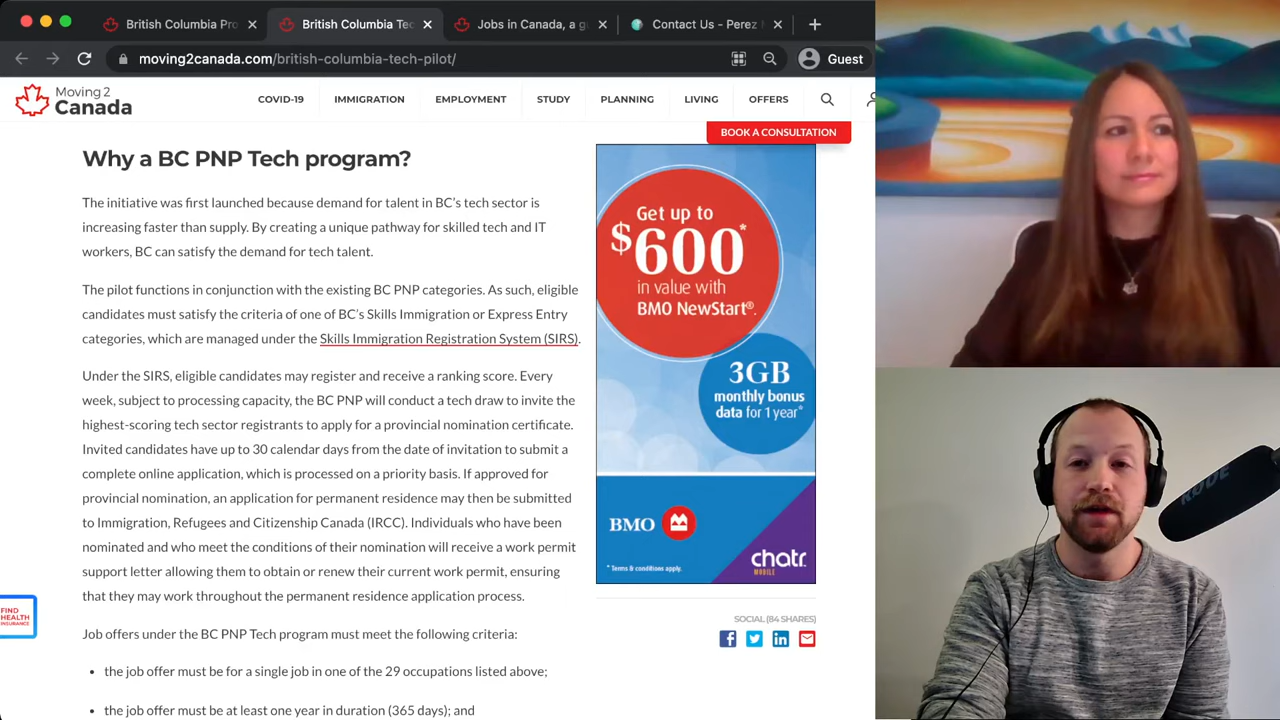 British Columbia Pro
British Columbia Tec
Jobs in Canada, a g
Contact Us - Perez
moving2canada.com/british-columbia-tech-pilot/
Guest
Moving 2
Canada
COVID-19
IMMIGRATION
EMPLOYMENT
STUDY
PLANNING
LIVING
OFFERS
BOOK A CONSULTATION
Why a BC PNP Tech program?
The initiative was first launched because demand for talent in BC's tech sector is
increasing faster than supply. By creating a unique pathway for skilled tech and IT
workers, BC can satisfy the demand for tech talent.
The pilot functions in conjunction with the existing BC PNP categories. As such, eligible
candidates must satisfy the criteria of one of BC's Skills Immigration or Express Entry
categories, which are managed under the Skills Immigration Registration System (SIRS).
Under the SIRS, eligible candidates may register and receive a ranking score. Every
week, subject to processing capacity, the BC PNP will conduct a tech draw to invite the
highest-scoring tech sector registrants to apply for a provincial nomination certificate.
Invited candidates have up to 30 calendar days from the date of invitation to submit a
complete online application, which is processed on a priority basis. If approved for
provincial nomination, an application for permanent residence may then be submitted
to Immigration, Refugees and Citizenship Canada (IRCC). Individuals who have been
nominated and who meet the conditions of their nomination will receive a work permit
support letter allowing them to obtain or renew their current work permit, ensuring
that they may work throughout the permanent residence application process.
Job offers under the BC PNP Tech program must meet the following criteria:
• the job offer must be for a single job in one of the 29 occupations listed above;
• the job offer must be at least one year in duration (365 days); and
Get up to
$600*
in value with
BMO NewStart®.
3GB
monthly bonus
data for 1 year*
BMO
* Terms & conditions apply.
chatr
MOBILE
SOCIAL (84 SHARES)
FIND
HEALTH
INSURANCE
RODE